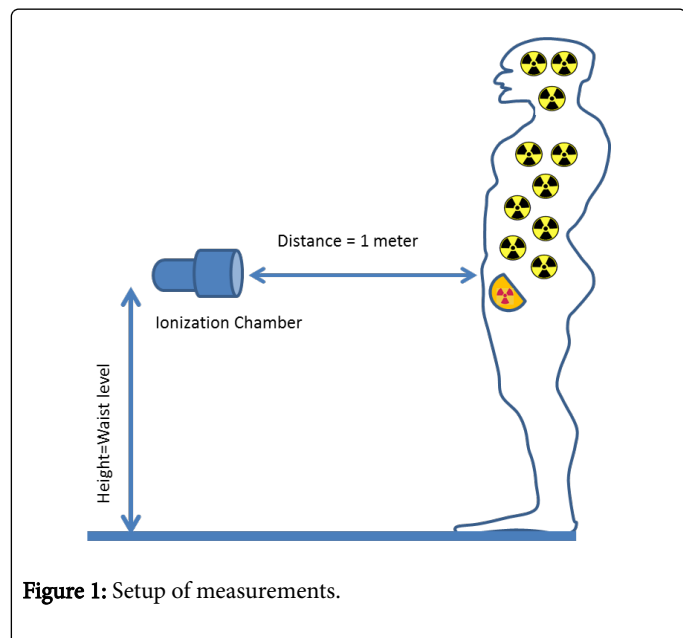 Distance = 1 meter
Ionization Chamber
Height=Waist level
Figure 1: Setup of measurements.